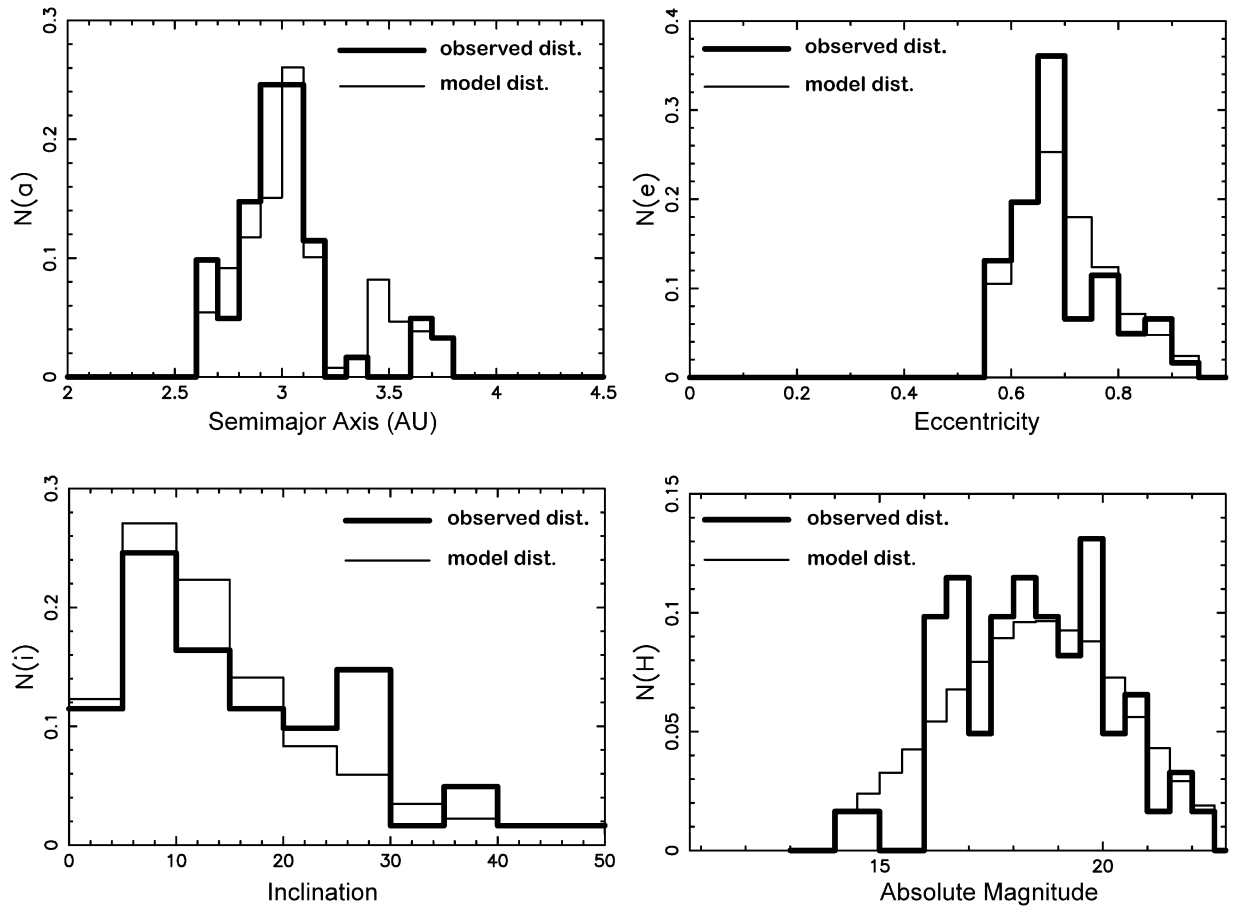 0.3
0.2
0.1
0
N(a)
observed dist.
model dist.
2 2.5 3 3.5 4 4.5
Semimajor Axis (AU)
0.4
0.3
0.2
0.1
0
N(e)
observed dist.
model dist.
0 0.2 0.4 0.6 0.8
Eccentricity
0.3
0.2
0.1
0
N(i)
observed dist.
model dist.
0 10 20 30 40 50
Inclination
0.15
0.1
0.05
0
N(H)
observed dist.
model dist.
15 20
Absolute Magnitude